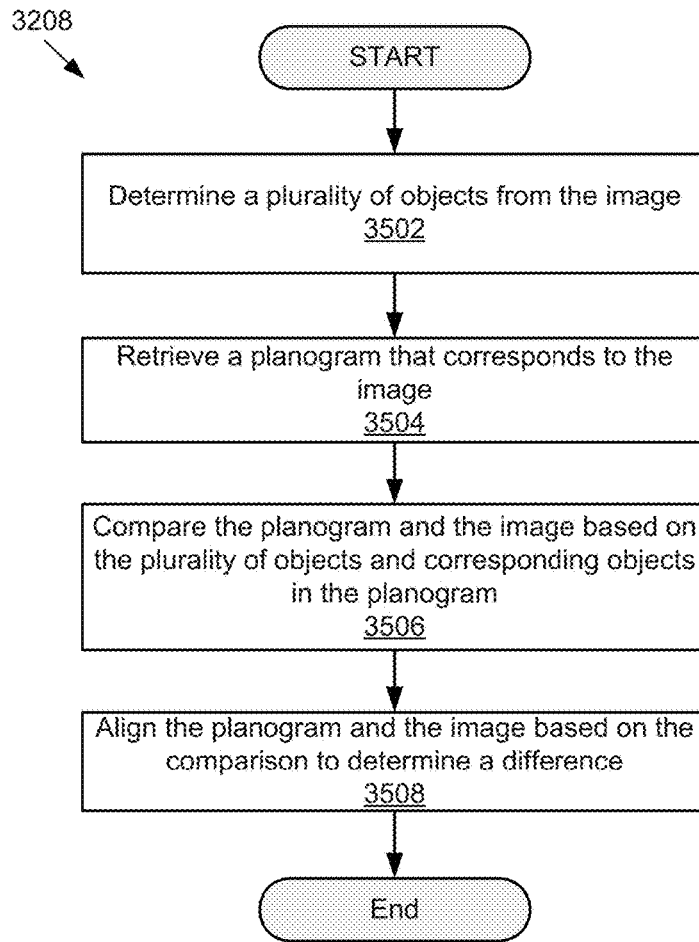 3208
START
Determine a plurality of objects from the image
3502
Retrieve a planogram that corresponds to the
image
3504
Compare the planogram and the image based on
the plurality of objects and corresponding objects
in the planogram
3506
Align the planogram and the image based on the
comparison to determine a difference
3508
End